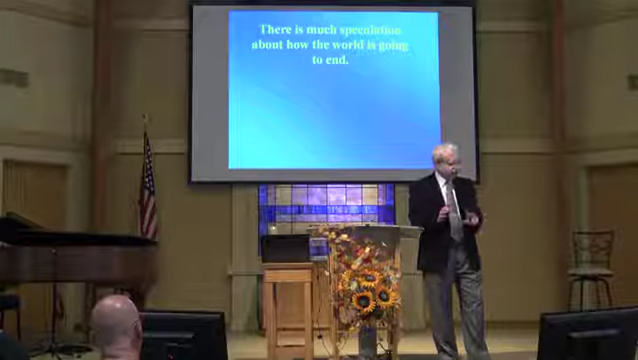 There is much speculation
about how the world is going
to end.